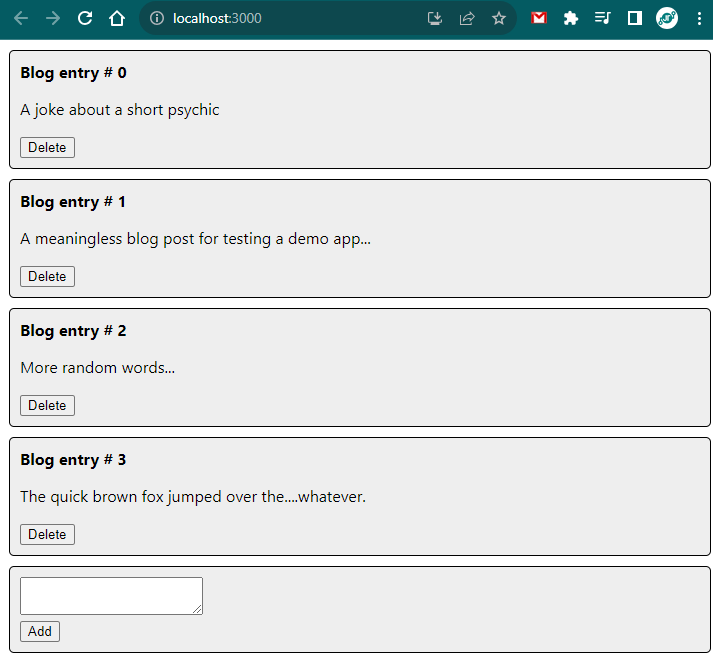 localhost:3000
Blog entry # 0
A joke about a short psychic
Delete
Blog entry # 1
A meaningless blog post for testing a demo app...
Delete
Blog entry # 2
More random words...
Delete
Blog entry # 3
The quick brown fox jumped over the....whatever.
Delete
Add